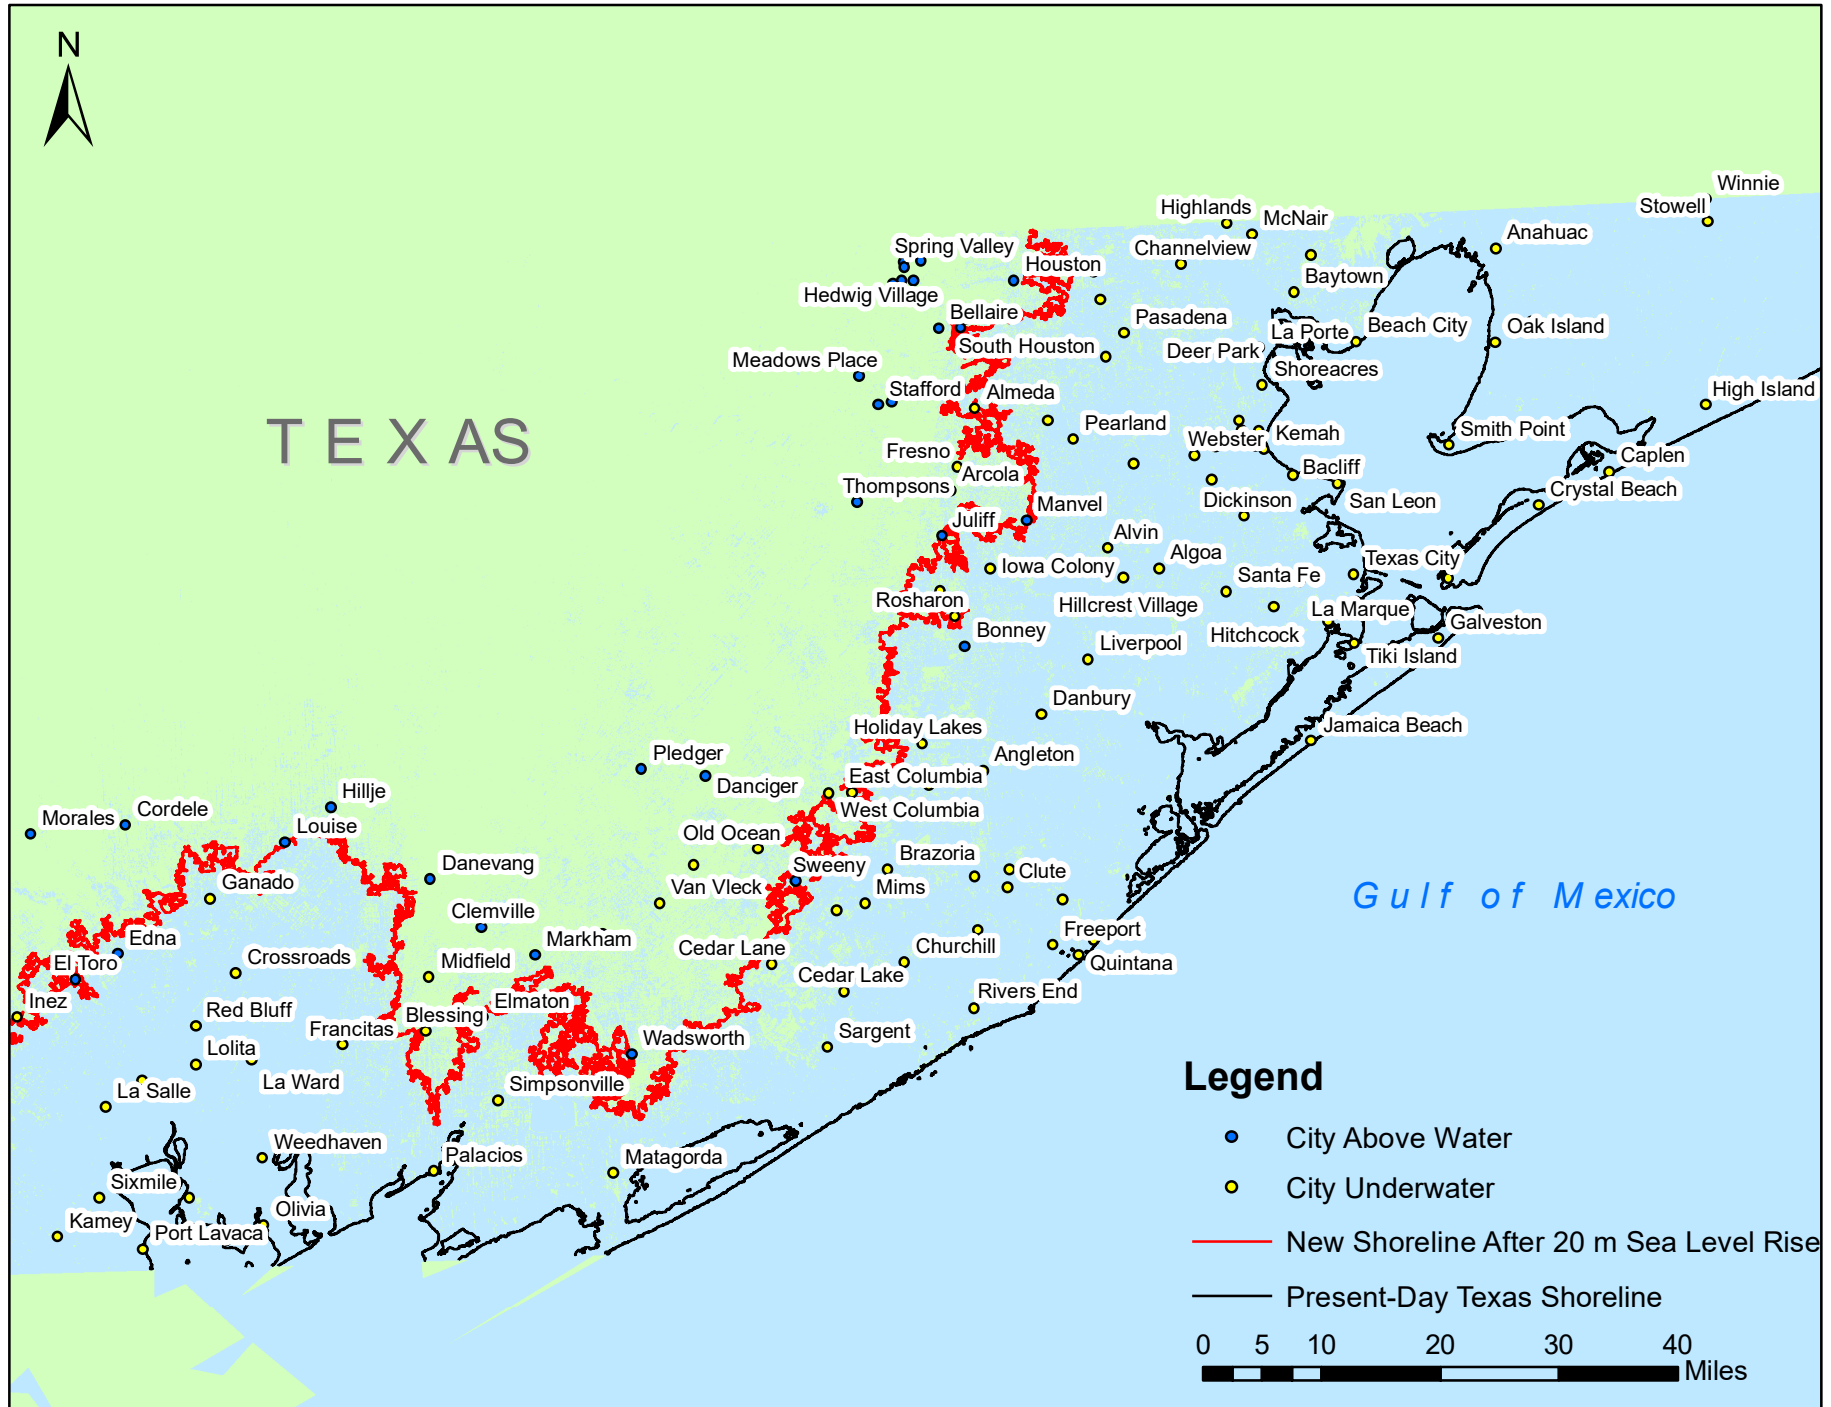 N
Winnie
Stowell
Highlands
McNair
Anahuac
Spring Valley
Channelview
Houston
Baytown
Hedwig Village
Bellaire
Pasadena
La Porte
Beach City
Oak Island
South Houston
Deer Park
Meadows Place
Shoreacres
Stafford
Almeda
High Island
TEXAS
Pearland
Webster
Kemah
Smith Point
Fresno
Arcola
Bacliff
Caplen
Thompsons
Dickinson
San Leon
Crystal Beach
Juliff
Manvel
Alvin
Algoa
Texas City
Iowa Colony
Santa Fe
Rosharon
Hillcrest Village
La Marque
Bonney
Liverpool
Hitchcock
Galveston
Tiki Island
Danbury
Holiday Lakes
Jamaica Beach
Pledger
Angleton
Danciger
East Columbia
Hillje
West Columbia
Morales
Cordele
Louise
Old Ocean
Danevang
Sweeny
Brazoria
Clute
Ganado
Van Vleck
Mims
Gulf of Mexico
Clemville
Edna
Markham
Cedar Lane
Churchill
Freeport
El Toro
Crossroads
Midfield
Cedar Lake
Quintana
Inez
Elmaton
Rivers End
Red Bluff
Francitas
Blessing
Lolita
Wadsworth
Sargent
La Salle
La Ward
Simpsonville
Weedhaven
Palacios
Matagorda
Sixmile
Olivia
Kamey
Port Lavaca
Legend
City Above Water
City Underwater
New Shoreline After 20 m Sea Level Rise
Present-Day Texas Shoreline
0 5 10 20 30 40
Miles